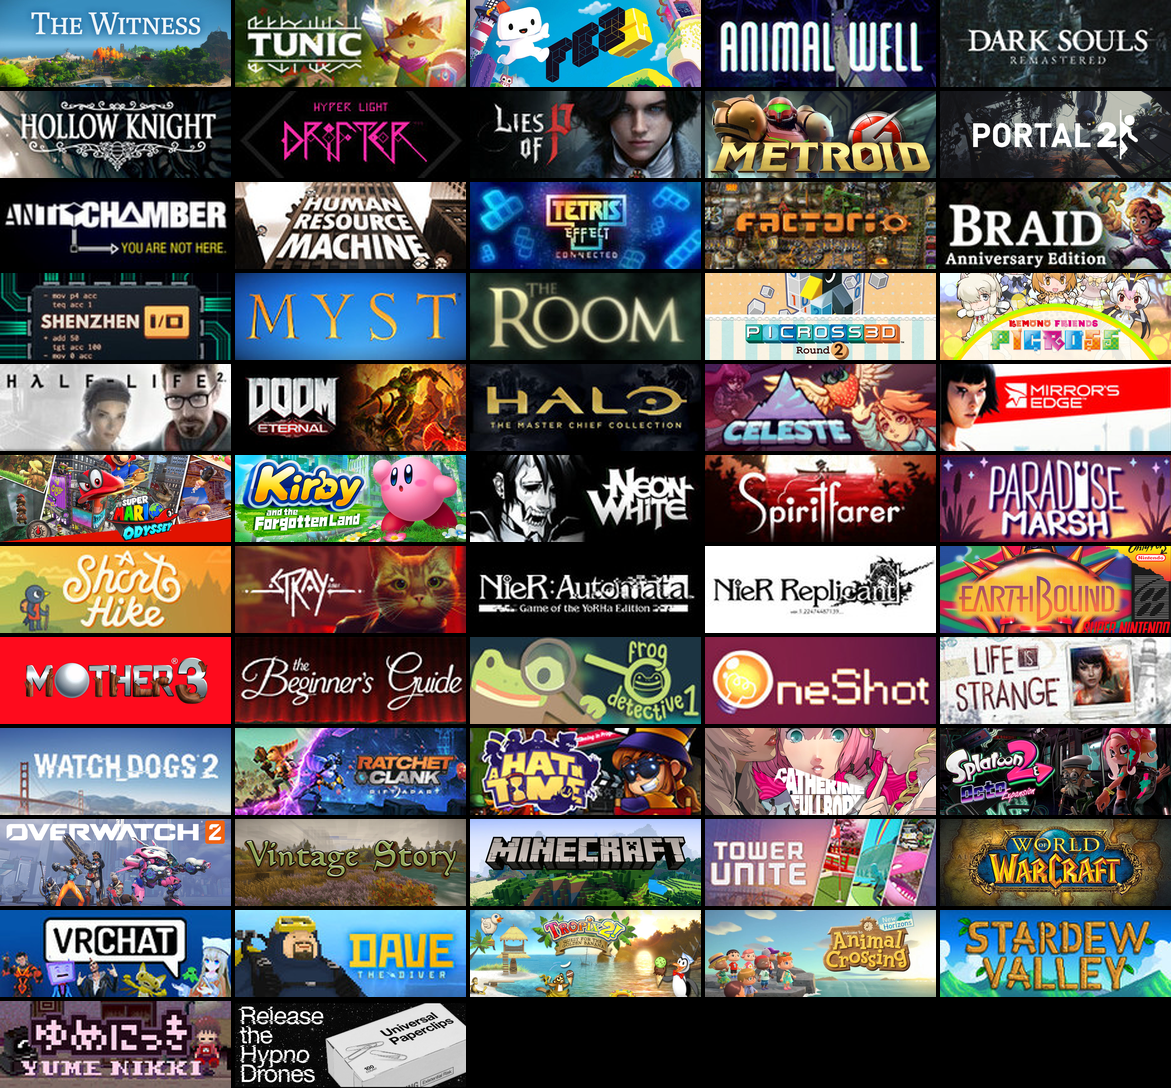 THE WITNESS
TUNIC
FEZ
ANIMAL WELL
DARK SOULS
REMASTERED
HOLLOW KNIGHT
HYPER LIGHT
DRIFTER
LIES
OF P
METROID
PORTAL 2
ANTICHAMBER
YOU ARE NOT HERE.
HUMAN
RESOURCE
MACHINE
TETRIS
EFFECT
CONNECTED
FACTORIO
BRAID
Anniversary Edition
- mov p4 acc
teq acc 1
SHENZHEN I/O
+ add 50
tgt acc 100
- mov 0 acc
MYST
THE
ROOM
PICROSS 3D
Round 2
KEMONO FRIENDS
PICROSS
HALF-LIFE 2
DOOM
ETERNAL
HALO
THE MASTER CHIEF COLLECTION
CELESTE
MIRROR'S
EDGE
SUPER
MARIO
ODYSSEY
Kirby
and the
Forgotten Land
NEON
WHITE
Spiritfarer
PARADISE
MARSH
A
Short
Hike
STRAY
NieR:Automata
Game of the YoRHa Edition
NieR Replicant
ver.1.22474487139...
Nintendo
EARTHBOUND
SUPER NINTENDO
MOTHER 3
the
Beginner's Guide
frog
detective 1
OneShot
LIFE IS
STRANGE
WATCH_DOGS 2
RATCHET
CLANK
RIFT APART
A HAT IN
TIME
CATHERINE
FULL BODY
Splatoon 2
Octo Expansion
OVERWATCH 2
Vintage Story
MINECRAFT
TOWER
UNITE
WORLD
OF
WARCRAFT
VRCHAT
DAVE
THE DIVER
Tropix 2!
New
Horizons
Animal
Crossing
STARDEW
VALLEY
ゆめにっき
YUME NIKKI
Release
the
Hypno
Drones
Universal
Paperclips
100